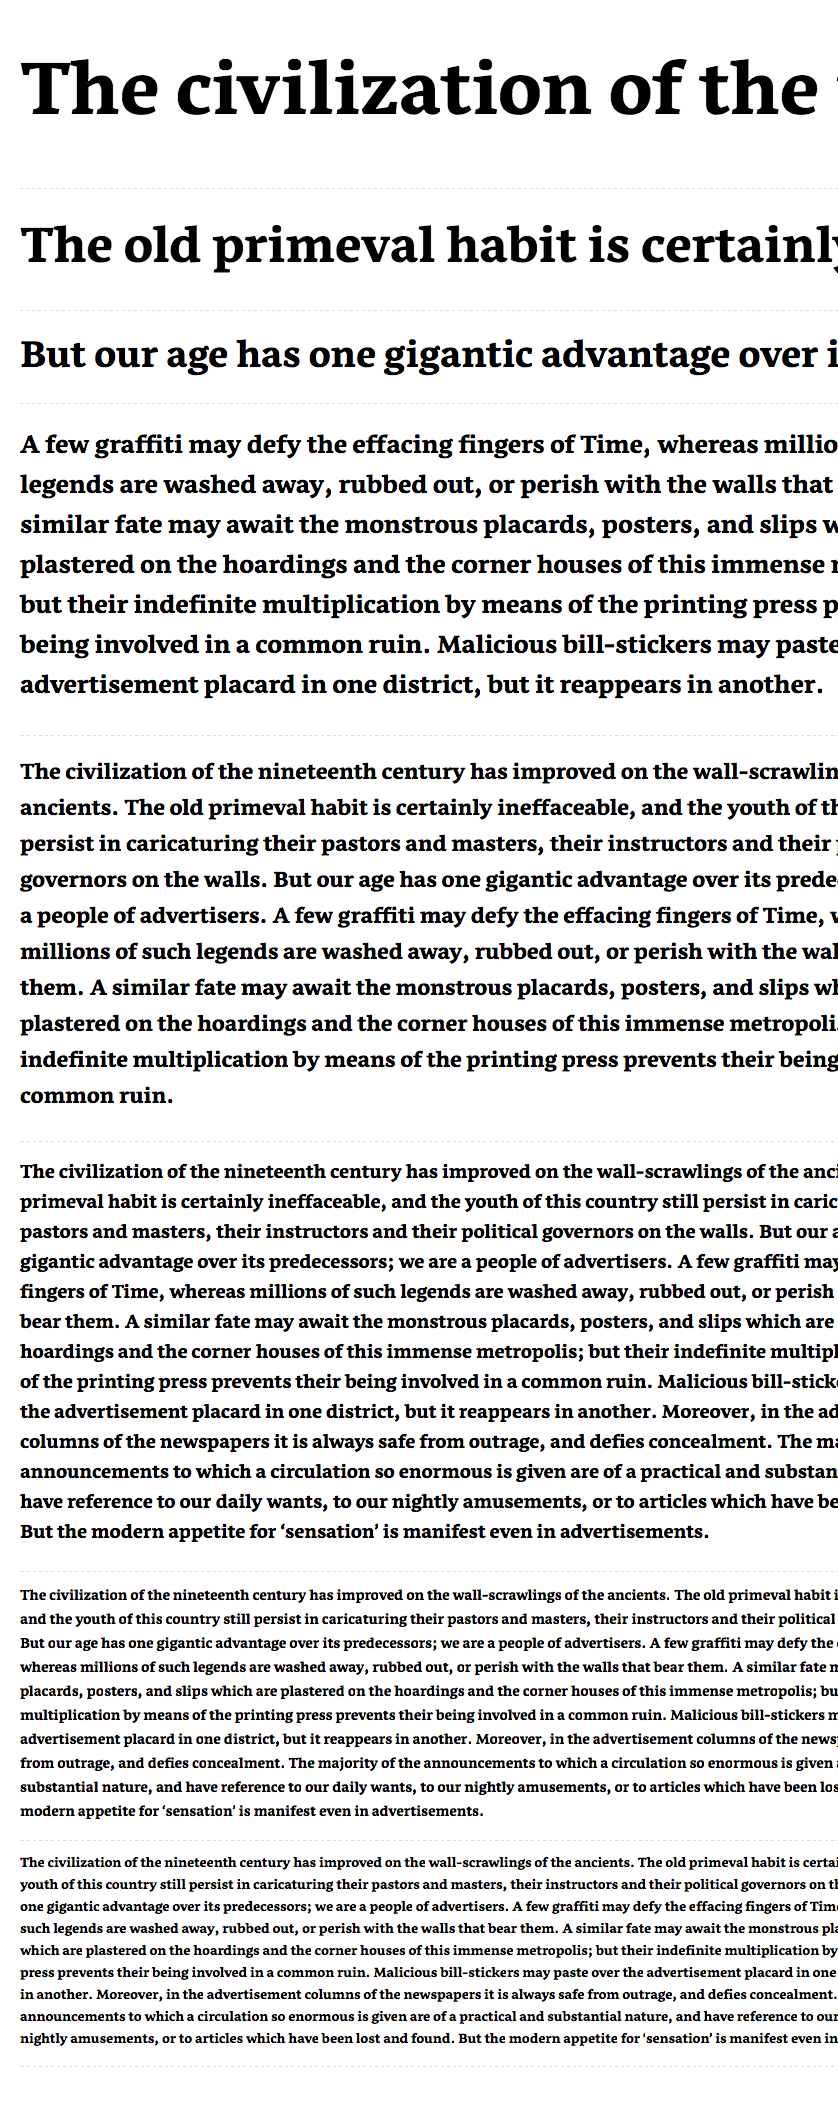 The civilization of the
The old primeval habit is certainly
But our age has one gigantic advantage over i
A few graffiti may defy the effacing fingers of Time, whereas millio
legends are washed away, rubbed out, or perish with the walls that
similar fate may await the monstrous placards, posters, and slips w
plastered on the hoardings and the corner houses of this immense
but their indefinite multiplication by means of the printing press p
being involved in a common ruin. Malicious bill-stickers may paste
advertisement placard in one district, but it reappears in another.
The civilization of the nineteenth century has improved on the wall-scrawlin
ancients. The old primeval habit is certainly ineffaceable, and the youth of th
persist in caricaturing their pastors and masters, their instructors and their
governors on the walls. But our age has one gigantic advantage over its prede
a people of advertisers. A few graffiti may defy the effacing fingers of Time,
millions of such legends are washed away, rubbed out, or perish with the wal
them. A similar fate may await the monstrous placards, posters, and slips wh
plastered on the hoardings and the corner houses of this immense metropoli
indefinite multiplication by means of the printing press prevents their being
common ruin.
The civilization of the nineteenth century has improved on the wall-scrawlings of the anci
primeval habit is certainly ineffaceable, and the youth of this country still persist in caric
pastors and masters, their instructors and their political governors on the walls. But our a
gigantic advantage over its predecessors; we are a people of advertisers. A few graffiti may
fingers of Time, whereas millions of such legends are washed away, rubbed out, or perish
bear them. A similar fate may await the monstrous placards, posters, and slips which are
hoardings and the corner houses of this immense metropolis; but their indefinite multipl
of the printing press prevents their being involved in a common ruin. Malicious bill-stick
the advertisement placard in one district, but it reappears in another. Moreover, in the ad
columns of the newspapers it is always safe from outrage, and defies concealment. The ma
announcements to which a circulation so enormous is given are of a practical and substan
have reference to our daily wants, to our nightly amusements, or to articles which have be
But the modern appetite for ‘sensation’ is manifest even in advertisements.
The civilization of the nineteenth century has improved on the wall-scrawlings of the ancients. The old primeval habit i
and the youth of this country still persist in caricaturing their pastors and masters, their instructors and their political
But our age has one gigantic advantage over its predecessors; we are a people of advertisers. A few graffiti may defy the
whereas millions of such legends are washed away, rubbed out, or perish with the walls that bear them. A similar fate m
placards, posters, and slips which are plastered on the hoardings and the corner houses of this immense metropolis; bu
multiplication by means of the printing press prevents their being involved in a common ruin. Malicious bill-stickers m
advertisement placard in one district, but it reappears in another. Moreover, in the advertisement columns of the news
from outrage, and defies concealment. The majority of the announcements to which a circulation so enormous is given
substantial nature, and have reference to our daily wants, to our nightly amusements, or to articles which have been los
modern appetite for ‘sensation’ is manifest even in advertisements.
The civilization of the nineteenth century has improved on the wall-scrawlings of the ancients. The old primeval habit is certai
youth of this country still persist in caricaturing their pastors and masters, their instructors and their political governors on th
one gigantic advantage over its predecessors; we are a people of advertisers. A few graffiti may defy the effacing fingers of Time
such legends are washed away, rubbed out, or perish with the walls that bear them. A similar fate may await the monstrous pla
which are plastered on the hoardings and the corner houses of this immense metropolis; but their indefinite multiplication by
press prevents their being involved in a common ruin. Malicious bill-stickers may paste over the advertisement placard in one
in another. Moreover, in the advertisement columns of the newspapers it is always safe from outrage, and defies concealment.
announcements to which a circulation so enormous is given are of a practical and substantial nature, and have reference to our
nightly amusements, or to articles which have been lost and found. But the modern appetite for ‘sensation’ is manifest even in